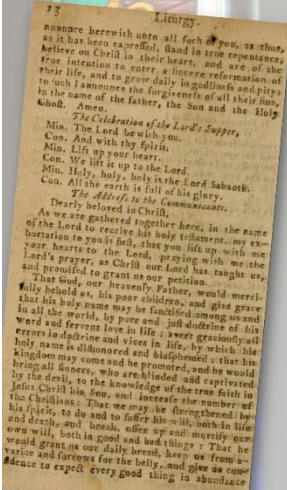 13 Liturgy.
nounce herewith unto all such of you, as thus,
as it has been expressed, stand in true repentance,
believe on Christ in their heart, and are of the
true intention to enter a sincere reformation of
their life, and to grow daily in godliness and pity;
to such I announce the forgiveness of all their sins,
in the name of the father, the Son and the Holy
Ghost. Amen.
The Celebration of the Lord's Supper,
Min. The Lord be with you.
Con. And with thy spirit;
Min. Lift up your heart.
Con. We lift it up to the Lord.
Min. Holy, holy, holy is the Lord Sabaoth.
Con. All the earth is full of his glory.
The Address to the Communicants.
Dearly beloved in Christ,
As we are gathered together here, in the name
of the Lord to receive his holy testament, my ex-
hortation to you is first, that you lift up with me
your hearts to the Lord, praying with me the
Lord's prayer, as Christ our Lord has taught us,
and promised to grant us our petition.
That God, our heavenly Father, would merci-
fully behold us, his poor children, and give grace
that his holy name may be sanctified among us and
in all the world, by pure and just doctrine of his
word and fervent love in life; avert graciously all
errors in doctrine and vices in life, by which his
holy name is dishonored and blasphemed: that his
kingdom may come and be promoted, and he would
bring all sinners, who are blinded and captivated
by the devil, to the knowledge of the true faith in
Jesus Christ his Son, and increase the number of
the Christians: That we may be strengthened by
his spirit, to do and to suffer his will, both in life
and death, and break, offer up and mortify our
own will, both in good and bad things: That he
would grant us our daily bread, keep us from a-
varice and sorrows for the belly, and give us con-
fidence to expect every good thing in abundance